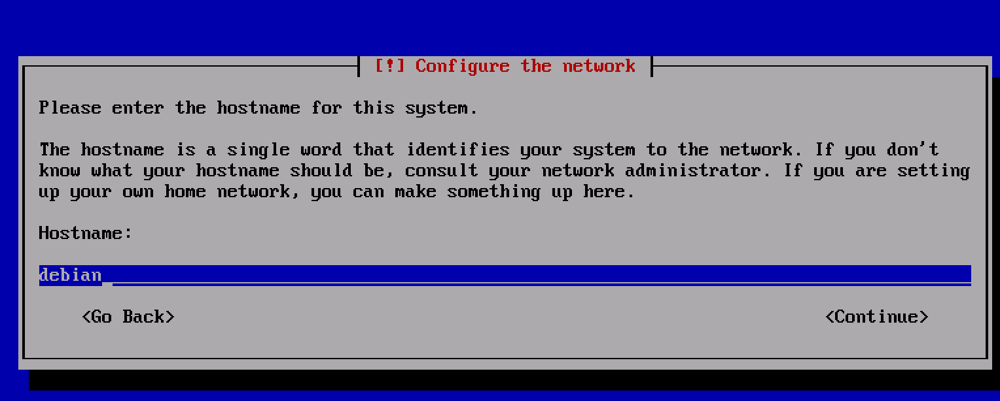 [!] Configure the network
Please enter the hostname for this system.
The hostname is a single word that identifies your system to the network. If you don't
know what your hostname should be, consult your network administrator. If you are setting
up your own home network, you can make something up here.
Hostname:
debian
<Go Back> <Continue>